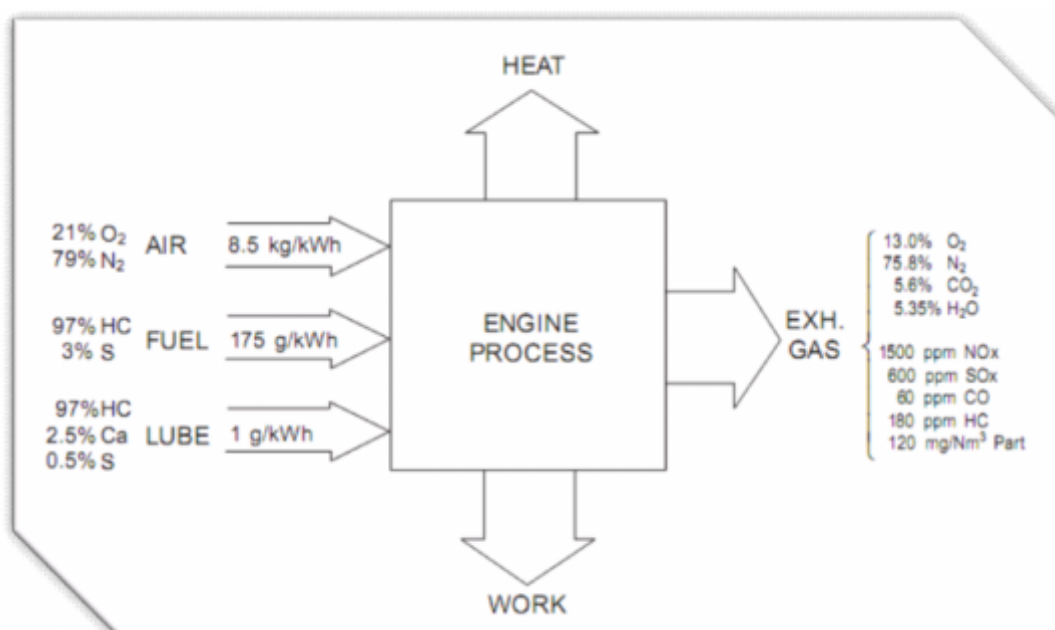 HEAT
21% O₂
79% N₂
AIR
8.5 kg/kWh
97% HC
3% S
FUEL
175 g/kWh
97%HC
2.5% Ca
0.5% S
LUBE
1 g/kWh
ENGINE
PROCESS
EXH.
GAS
13.0% O₂
75.8% N₂
5.6% CO₂
5.35% H₂O
1500 ppm NOx
600 ppm SOx
60 ppm CO
180 ppm HC
120 mg/Nm³ Part
WORK